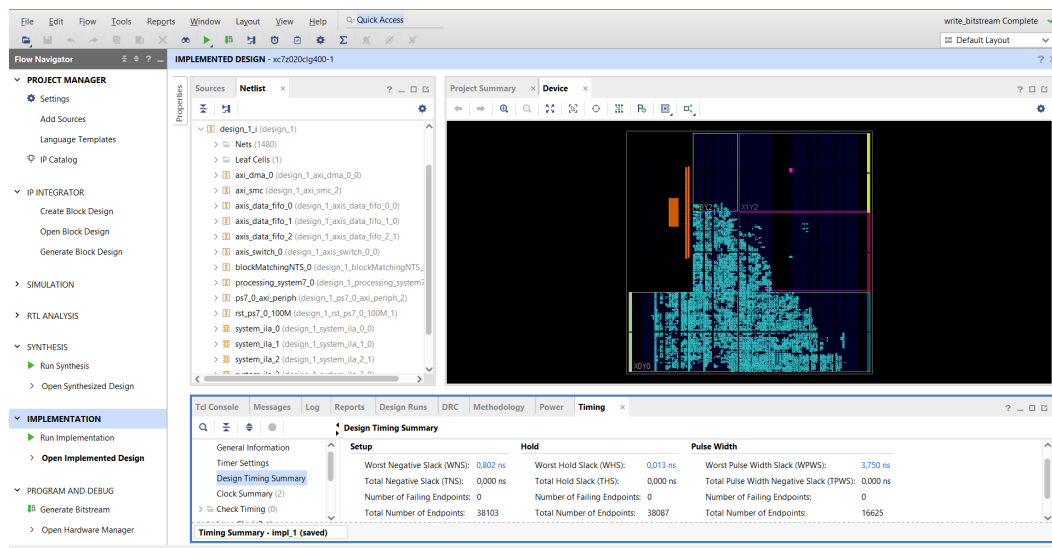 File Edit Flow Tools Reports Window Layout View Help Quick Access write_bitstream Complete
Default Layout
Flow Navigator
IMPLEMENTED DESIGN - xc7z020clg400-1
PROJECT MANAGER
Settings
Add Sources
Language Templates
IP Catalog
IP INTEGRATOR
Create Block Design
Open Block Design
Generate Block Design
SIMULATION
RTL ANALYSIS
SYNTHESIS
Run Synthesis
Open Synthesized Design
IMPLEMENTATION
Run Implementation
Open Implemented Design
PROGRAM AND DEBUG
Generate Bitstream
Open Hardware Manager
Properties
Sources Netlist
design_1_i (design_1)
Nets (1480)
Leaf Cells (1)
axi_dma_0 (design_1_axi_dma_0_0)
axi_smc (design_1_axi_smc_2)
axis_data_fifo_0 (design_1_axis_data_fifo_0_0)
axis_data_fifo_1 (design_1_axis_data_fifo_1_0)
axis_data_fifo_2 (design_1_axis_data_fifo_2_1)
axis_switch_0 (design_1_axis_switch_0_0)
blockMatchingNTS_0 (design_1_blockMatchingNTS_
processing_system7_0 (design_1_processing_system7
ps7_0_axi_periph (design_1_ps7_0_axi_periph_2)
rst_ps7_0_100M (design_1_rst_ps7_0_100M_1)
system_ila_0 (design_1_system_ila_0_0)
system_ila_1 (design_1_system_ila_1_0)
system_ila_2 (design_1_system_ila_2_1)
Project Summary Device
X1Y2
X0Y0
Tcl Console Messages Log Reports Design Runs DRC Methodology Power Timing
Design Timing Summary
General Information
Timer Settings
Design Timing Summary
Clock Summary (2)
Check Timing (0)
Setup Hold Pulse Width
Worst Negative Slack (WNS): 0,802 ns Worst Hold Slack (WHS): 0,013 ns Worst Pulse Width Slack (WPWS): 3,750 ns
Total Negative Slack (TNS): 0,000 ns Total Hold Slack (THS): 0,000 ns Total Pulse Width Negative Slack (TPWS): 0,000 ns
Number of Failing Endpoints: 0 Number of Failing Endpoints: 0 Number of Failing Endpoints: 0
Total Number of Endpoints: 38103 Total Number of Endpoints: 38087 Total Number of Endpoints: 16625
Timing Summary - impl_1 (saved)